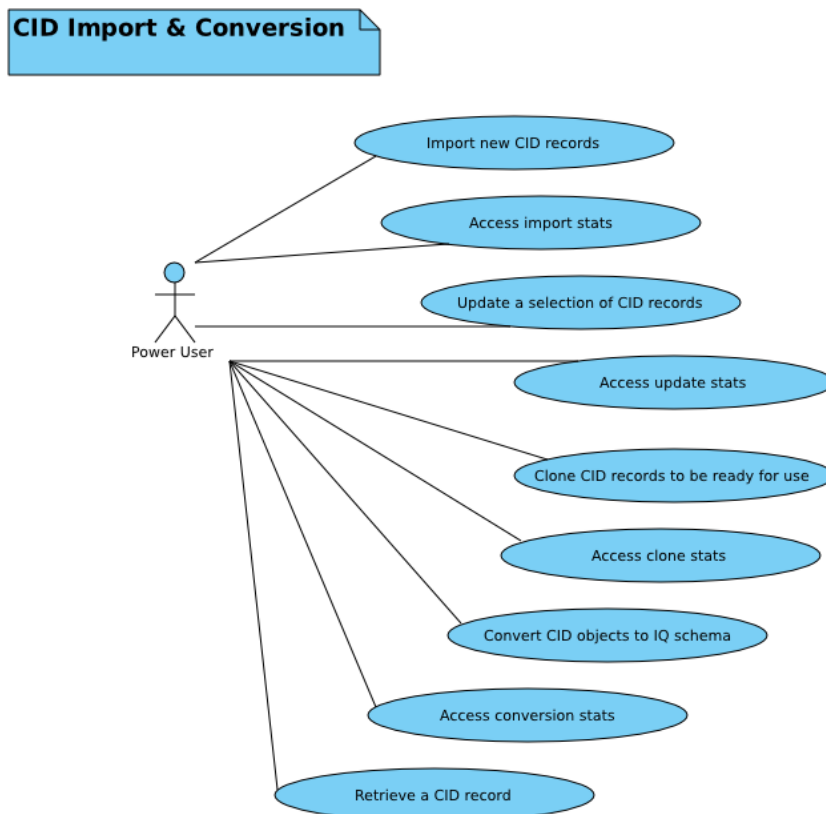 CID Import & Conversion
Import new CID records
Access import stats
Update a selection of CID records
Power User
Access update stats
Clone CID records to be ready for use
Access clone stats
Convert CID objects to IQ schema
Access conversion stats
Retrieve a CID record